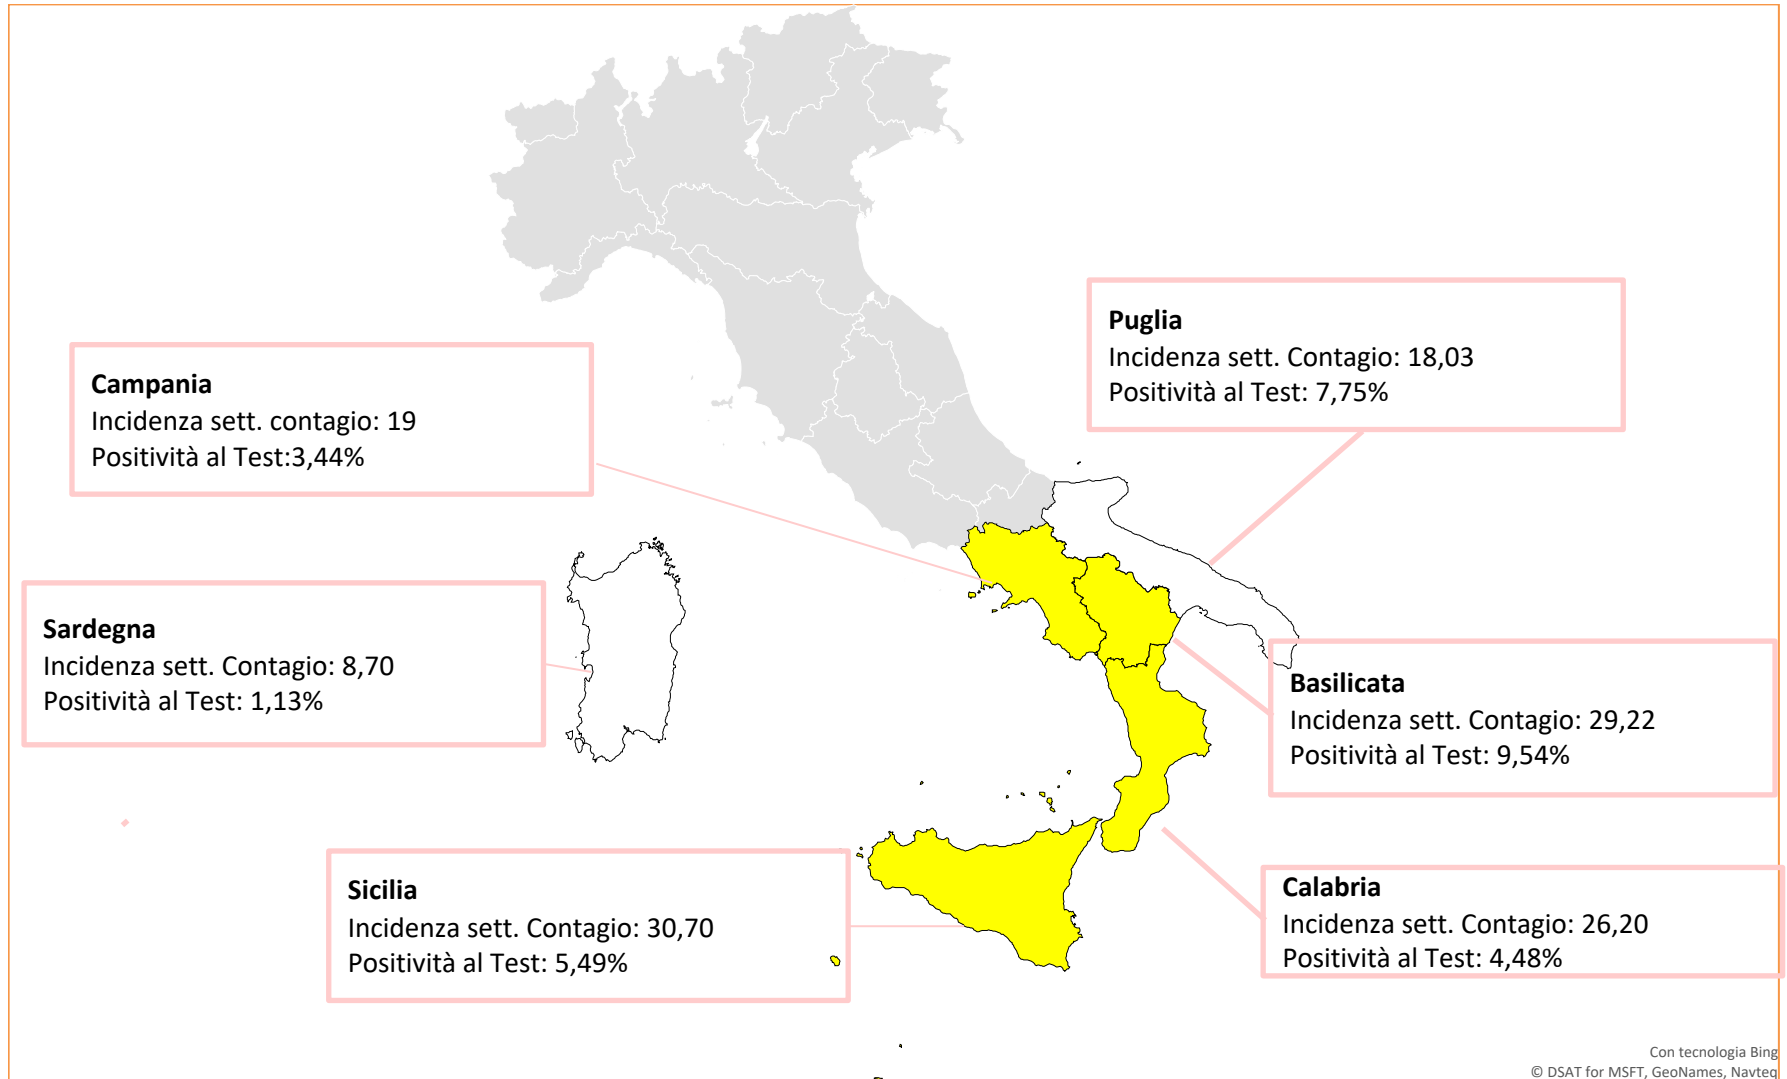 Puglia
Incidenza sett. Contagio: 18,03
Positività al Test: 7,75%
Campania
Incidenza sett. contagio: 19
Positività al Test:3,44%
Sardegna
Incidenza sett. Contagio: 8,70
Positività al Test: 1,13%
Basilicata
Incidenza sett. Contagio: 29,22
Positività al Test: 9,54%
Sicilia
Incidenza sett. Contagio: 30,70
Positività al Test: 5,49%
Calabria
Incidenza sett. Contagio: 26,20
Positività al Test: 4,48%
Con tecnologia Bing
© DSAT for MSFT, GeoNames, Navteq